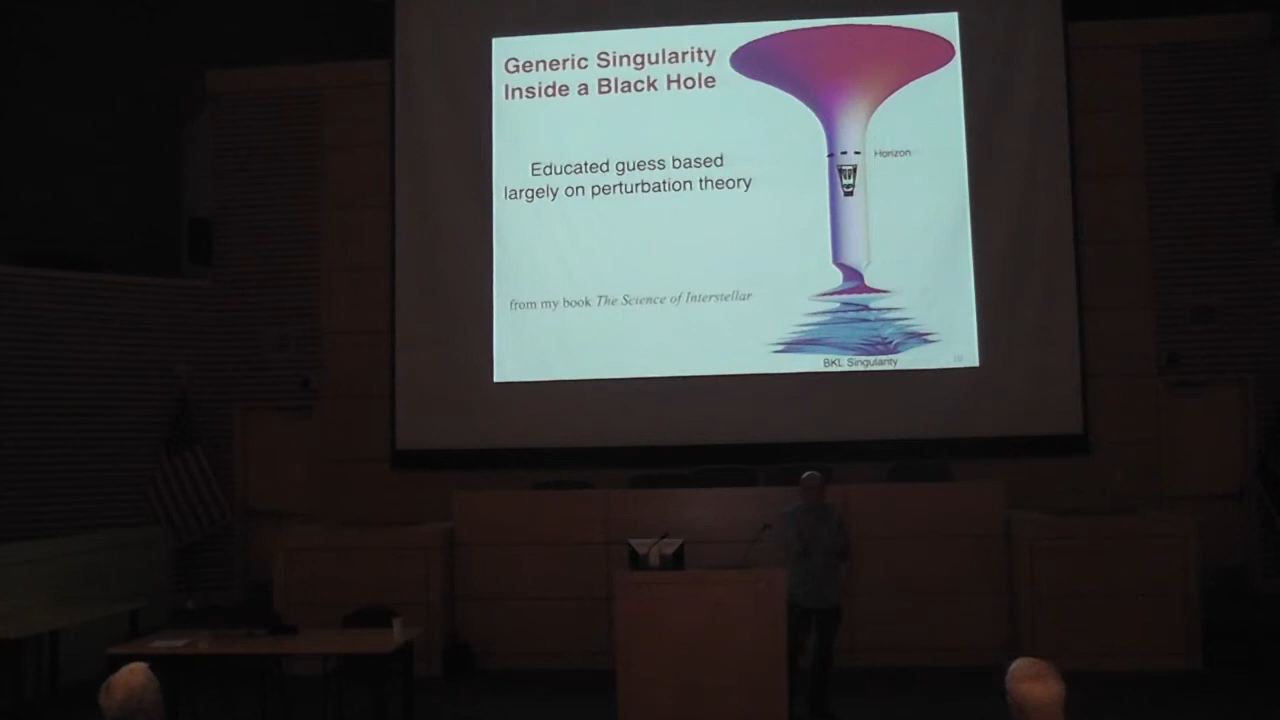 Generic Singularity
Inside a Black Hole
Horizon
Educated guess based
largely on perturbation theory
from my book The Science of Interstellar
BKL Singularity